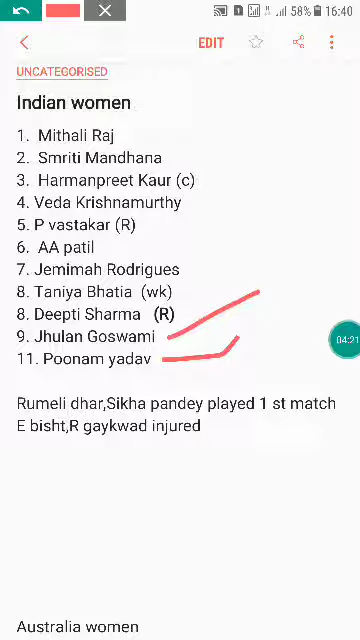 58% 16:40
EDIT
UNCATEGORISED
Indian women
1. Mithali Raj
2. Smriti Mandhana
3. Harmanpreet Kaur (c)
4. Veda Krishnamurthy
5. P vastakar (R)
6. AA patil
7. Jemimah Rodrigues
8. Taniya Bhatia (wk)
8. Deepti Sharma (R)
9. Jhulan Goswami
04:21
11. Poonam yadav
Rumeli dhar,Sikha pandey played 1 st match
E bisht,R gaykwad injured
Australia women